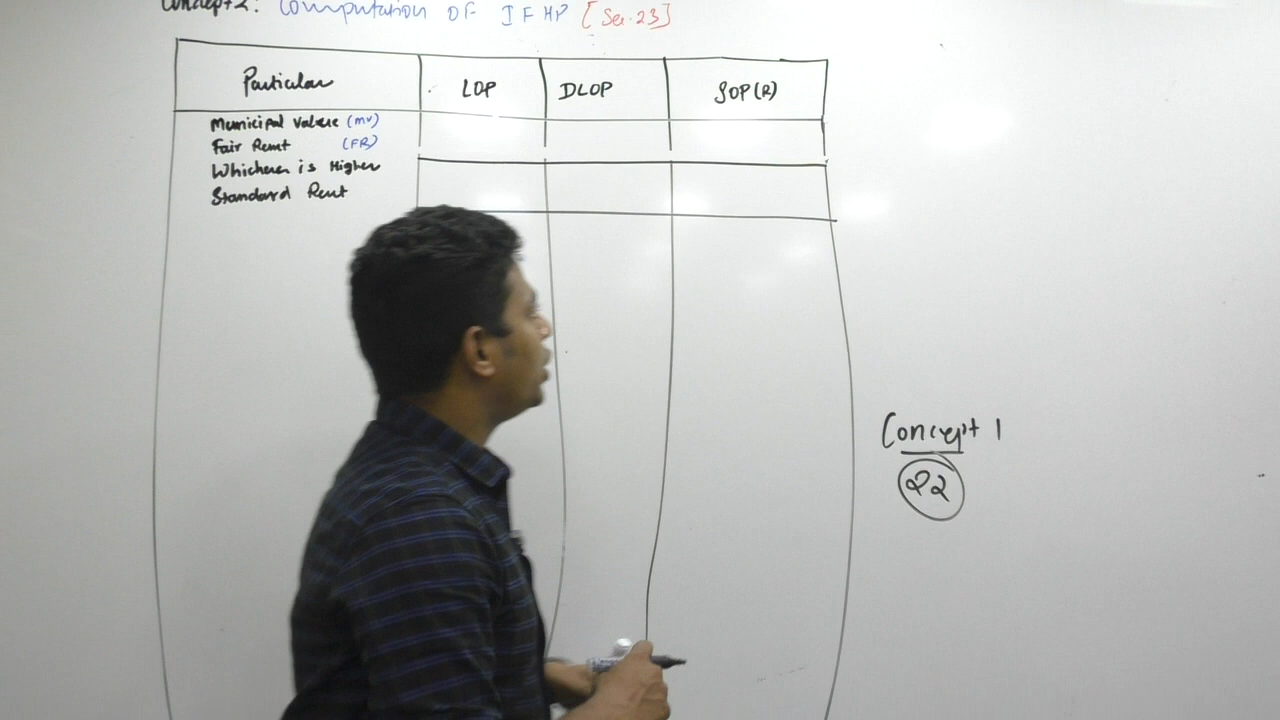 Concept 2: Computation OF IFHP [Sec.23]
Particular LOP DLOP SOP(R)
Municipal Value (MV)
Fair Rent (FR)
Whichever is Higher
Standard Rent
Concept 1
22